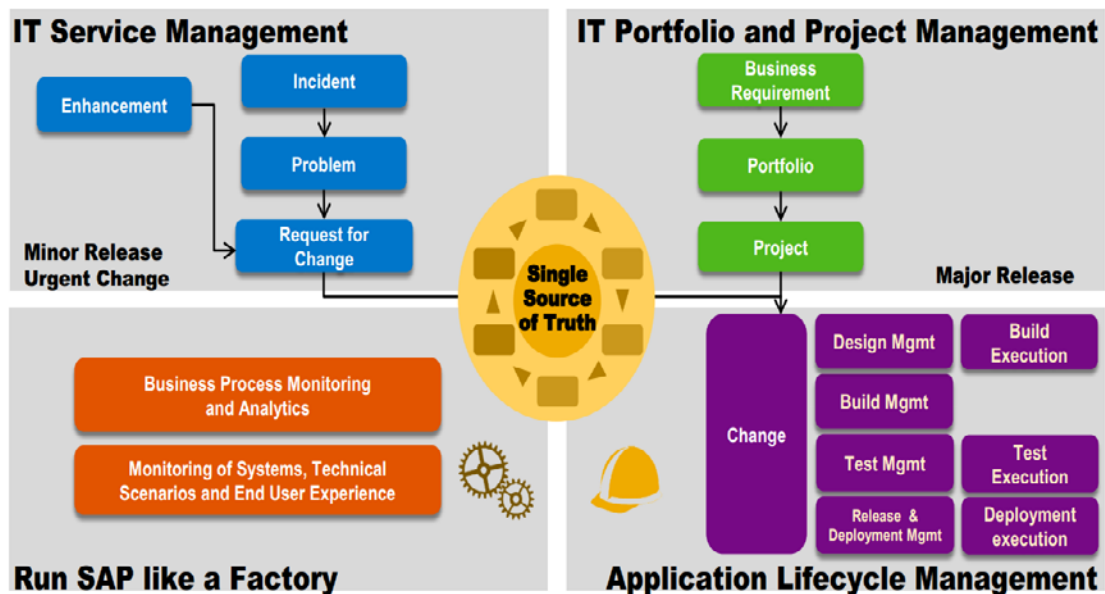 IT Service Management
Incident
Enhancement
Problem
Request for
Change
Minor Release
Urgent Change
IT Portfolio and Project Management
Business
Requirement
Portfolio
Project
Major Release
Single
Source
of Truth
Business Process Monitoring
and Analytics
Monitoring of Systems, Technical
Scenarios and End User Experience
Run SAP like a Factory
Change
Design Mgmt
Build
Execution
Build Mgmt
Test Mgmt
Test
Execution
Release &
Deployment Mgmt
Deployment
execution
Application Lifecycle Management